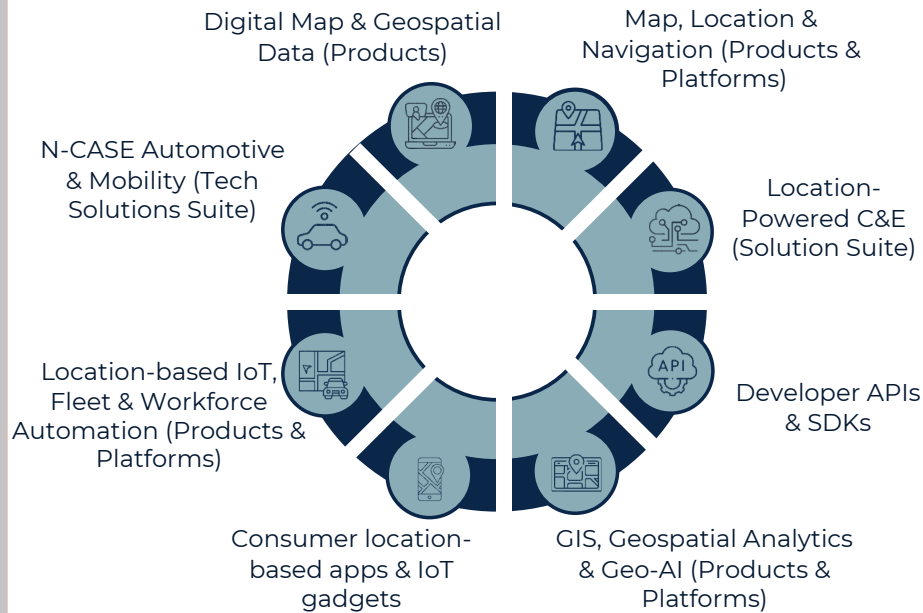 Digital Map & Geospatial
Data (Products)
Map, Location &
Navigation (Products &
Platforms)
N-CASE Automotive
& Mobility (Tech
Solutions Suite)
Location-
Powered C&E
(Solution Suite)
Location-based IoT,
Fleet & Workforce
Automation (Products &
Platforms)
API
Developer APIs
& SDKs
Consumer location-
based apps & IoT
gadgets
GIS, Geospatial Analytics
& Geo-AI (Products &
Platforms)